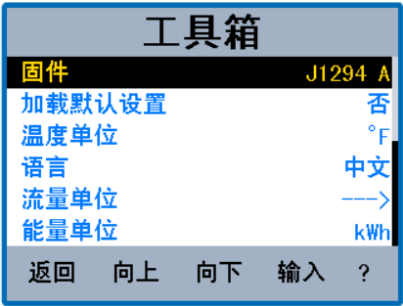 工具箱
固件 J1294 A
加载默认设置 否
温度单位 °F
语言 中文
流量单位 --->
能量单位 kWh
返回 向上 向下 输入 ?